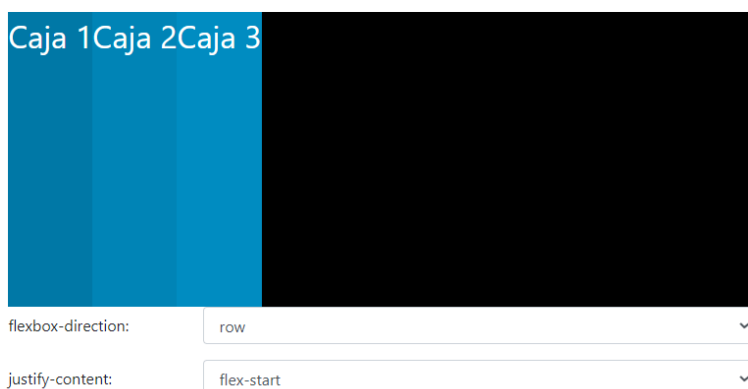 Caja 1Caja 2Caja 3
flexbox-direction: row
justify-content: flex-start